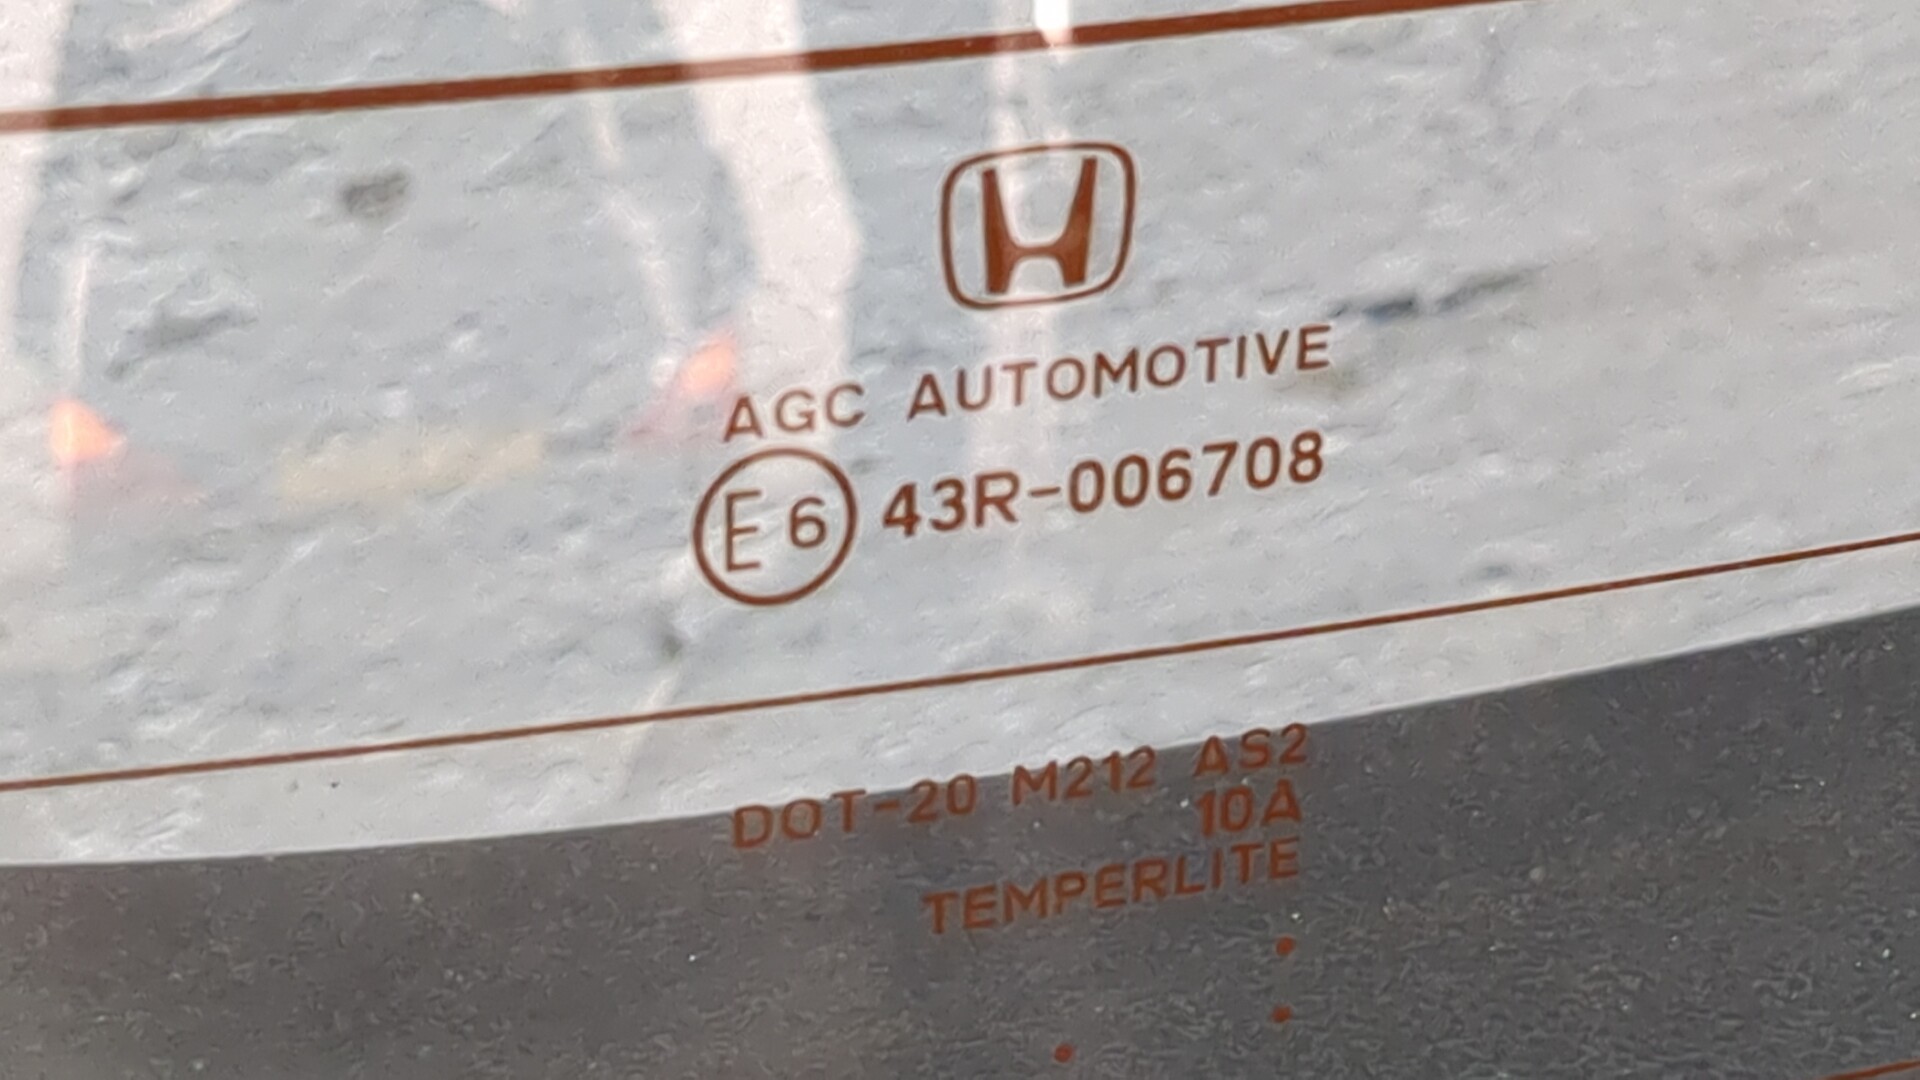 AGC AUTOMOTIVE
E6 43R-006708
DOT-20 M212 AS2
10A
TEMPERLITE